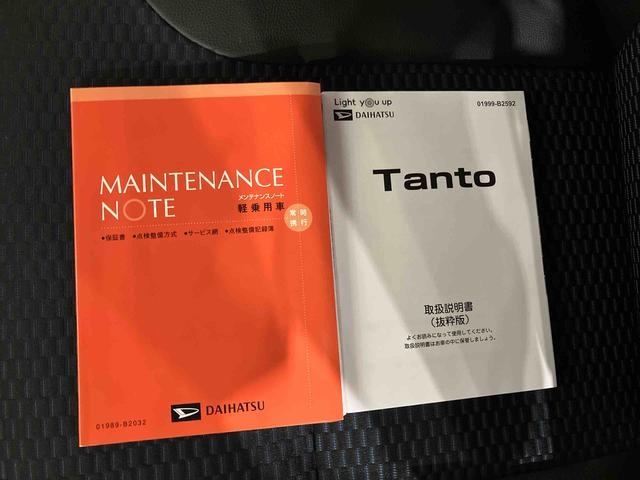 MAINTENANCE
NOTE
メンテナンスノート
軽乗用車
常時
携行
●保証書 ●点検整備方式 ●サービス網 ●点検整備記録簿
DAIHATSU
01989-B2032
Light you up
01999-B2592
DAIHATSU
Tanto
取扱説明書
(抜粋版)
よくお読みになって使用してください。
取扱説明書はお車の中に保管しましょう。